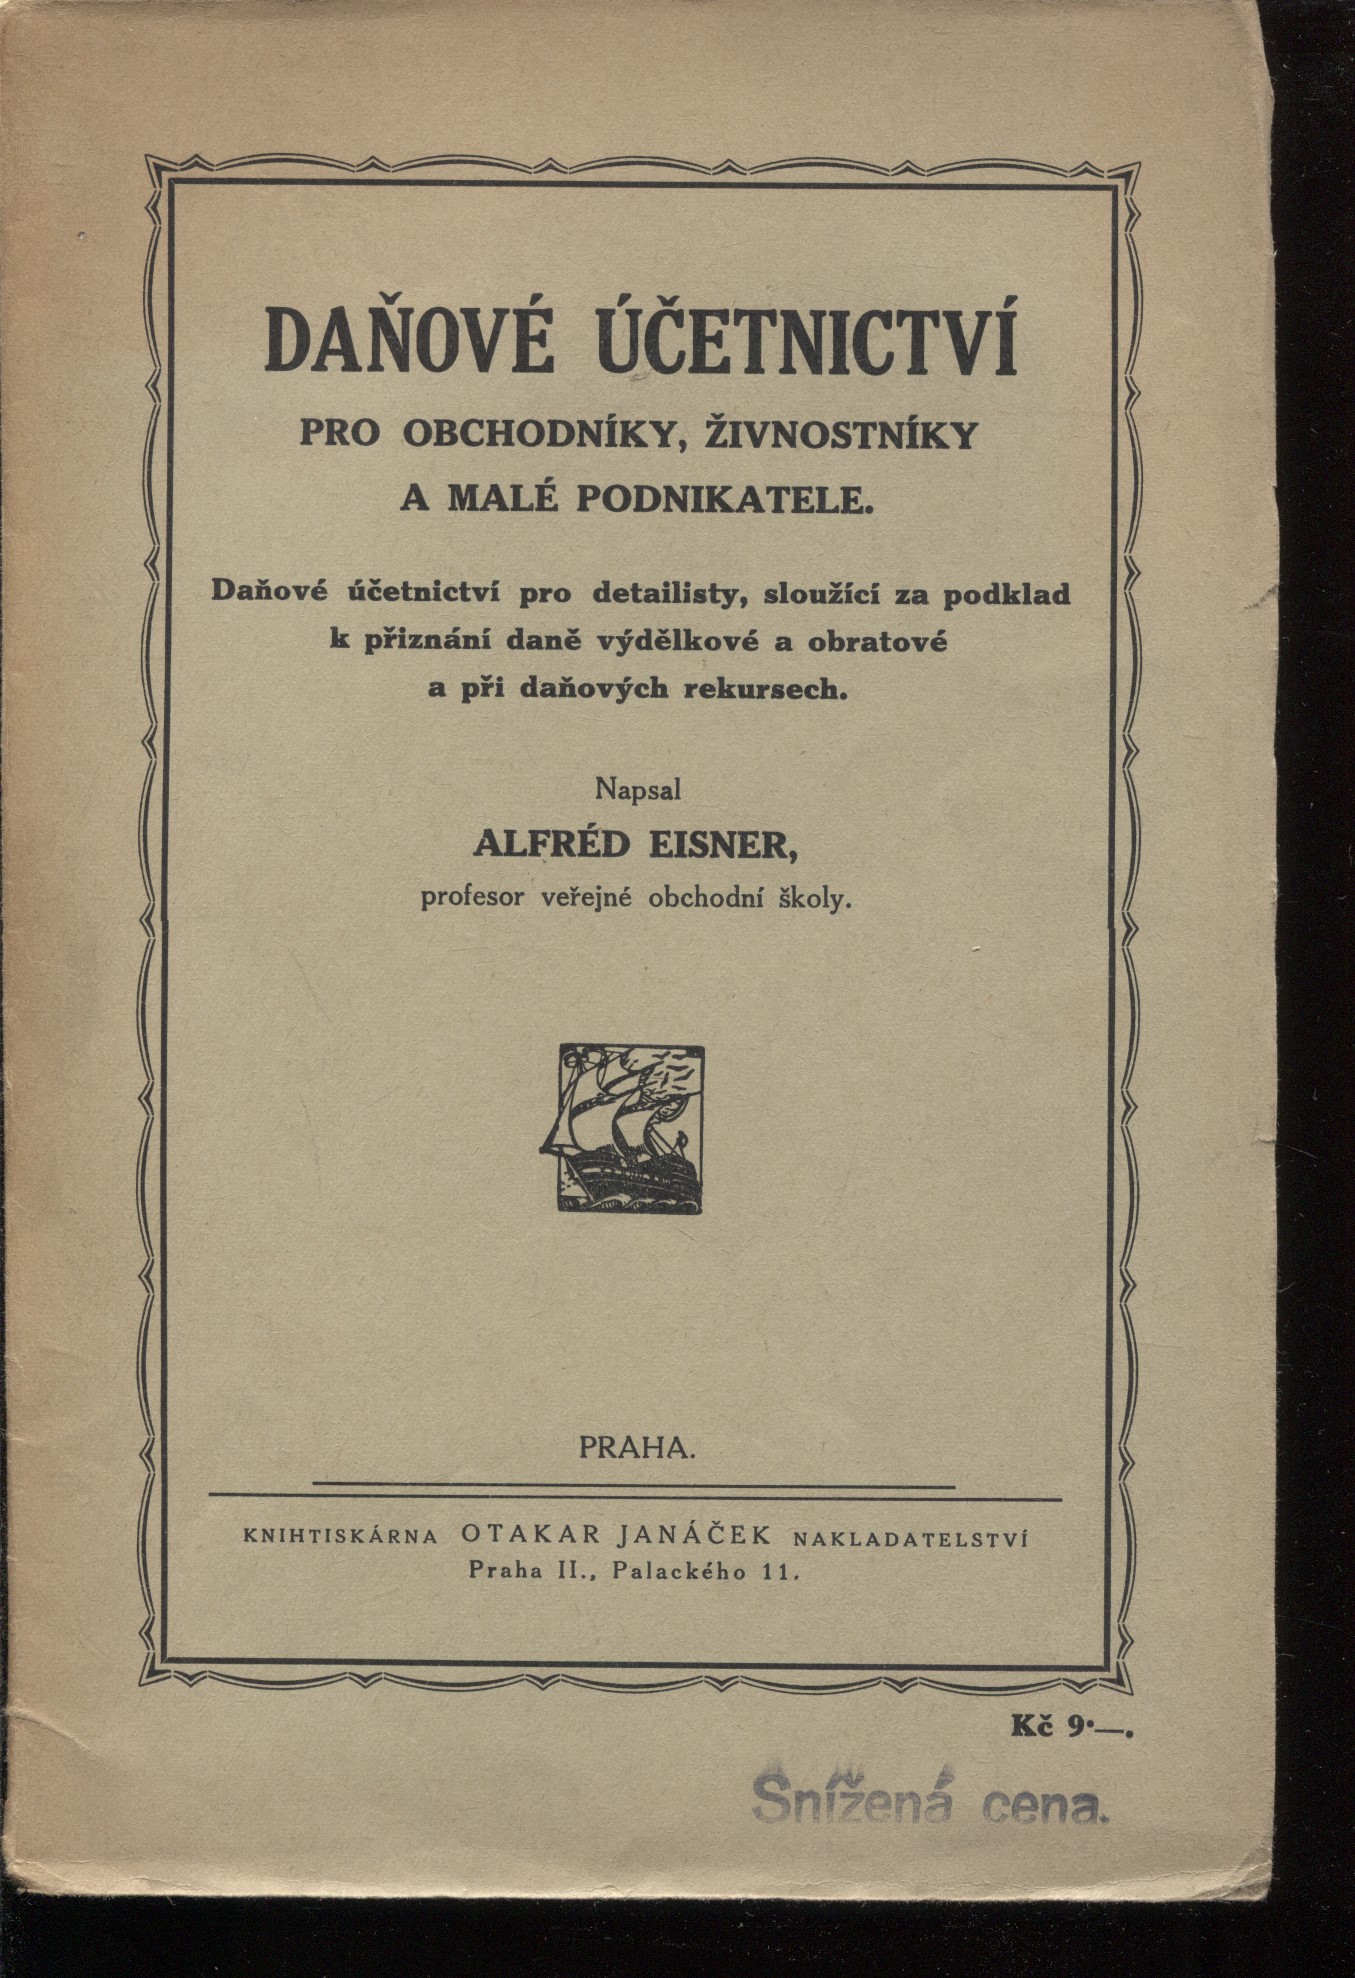 DAŇOVÉ ÚČETNICTVÍ
PRO OBCHODNÍKY, ŽIVNOSTNÍKY
A MALÉ PODNIKATELE.
Daňové účetnictví pro detailisty, sloužící za podklad
k přiznání daně výdělkové a obratové
a při daňových rekursech.
Napsal
ALFRÉD EISNER,
profesor veřejné obchodní školy.
PRAHA.
KNIHTISKÁRNA OTAKAR JANÁČEK NAKLADATELSTVÍ
Praha II., Palackého 11.
Kč 9·—.
Snížená cena.